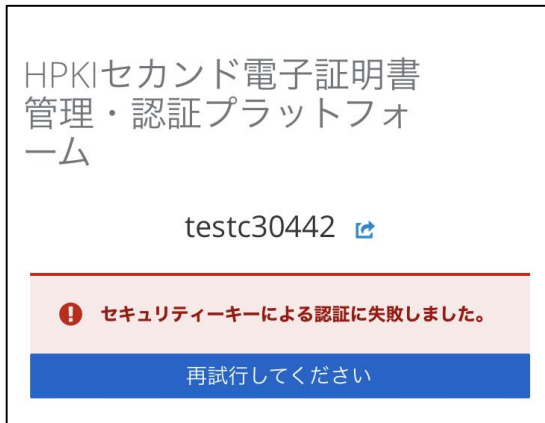 HPKIセカンド電子証明書
管理・認証プラットフォ
ーム
testc30442
セキュリティーキーによる認証に失敗しました。
再試行してください